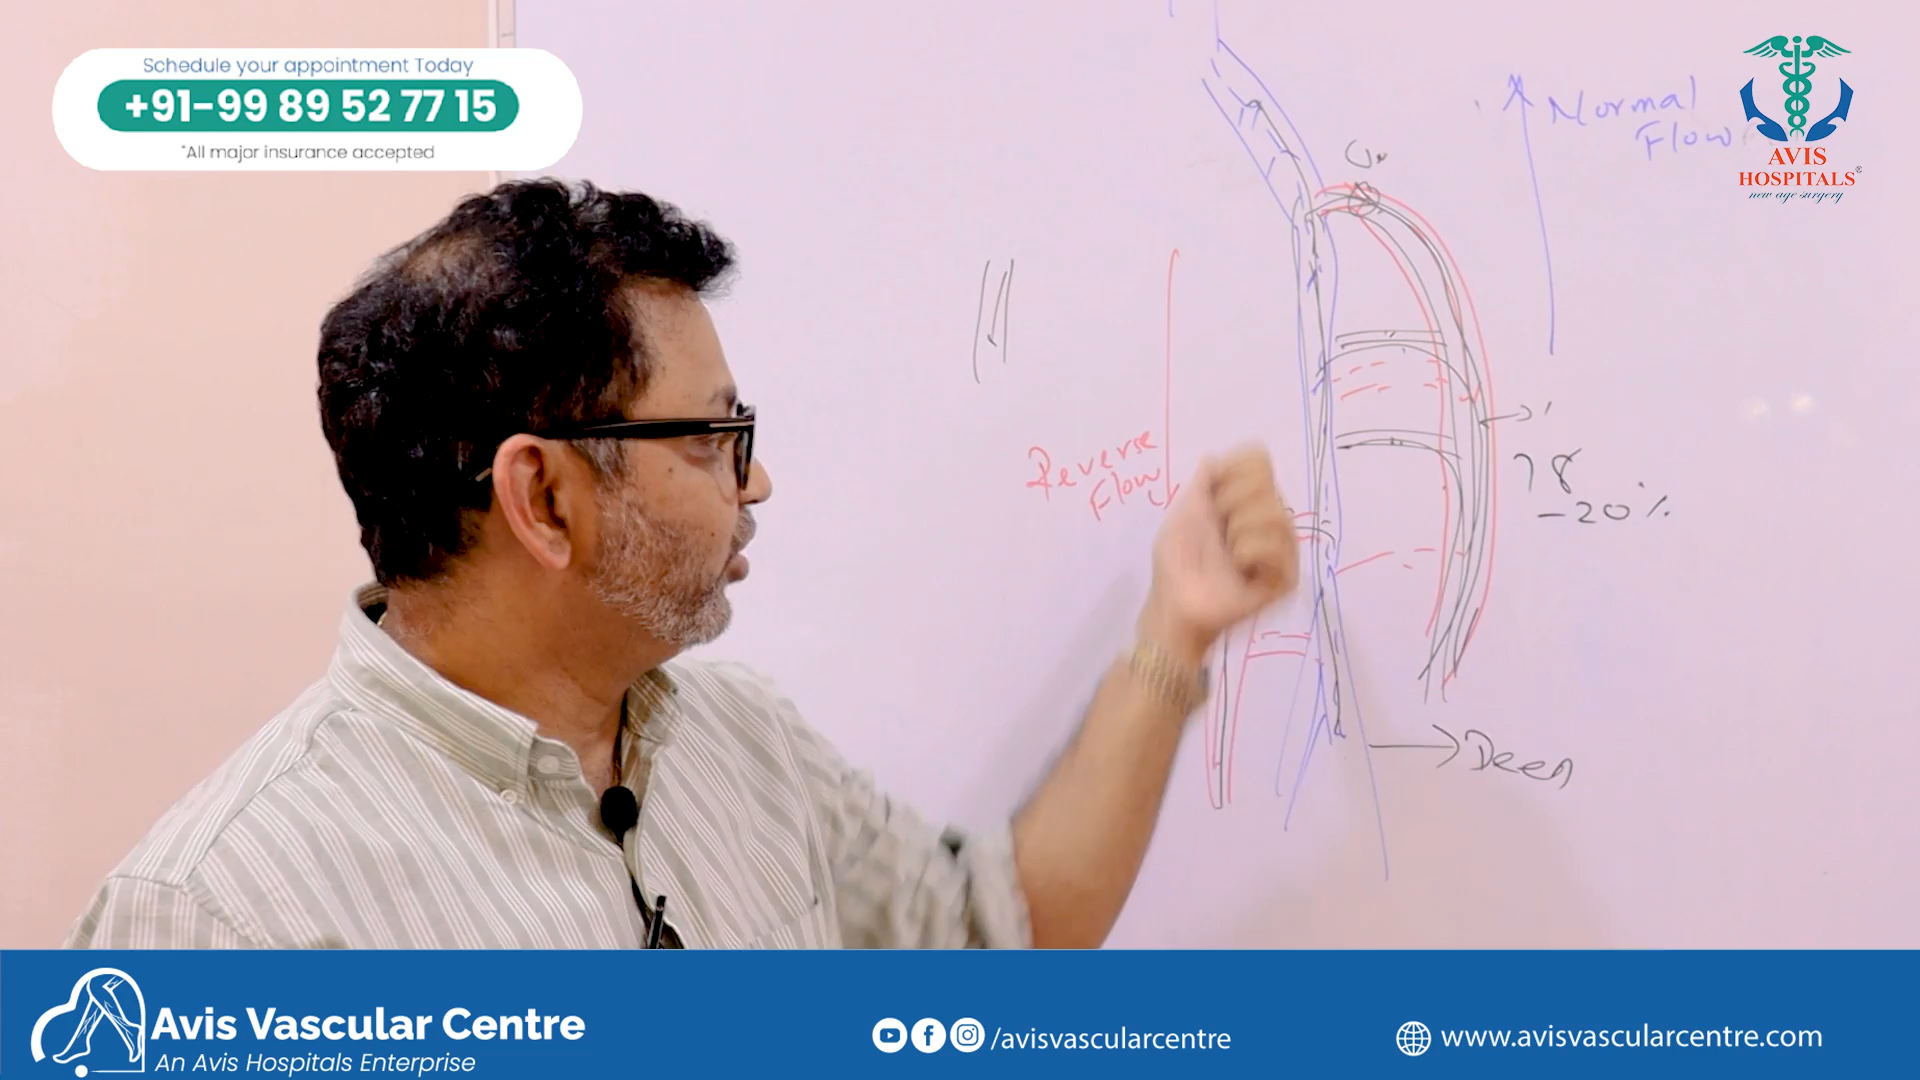 Schedule your appointment Today
+91-99 89 52 77 15
*All major insurance accepted
Normal
Flow
AVIS
HOSPITALS®
new age surgery
Reverse
Flow
-20%
Deep
Avis Vascular Centre
An Avis Hospitals Enterprise
/avisvascularcentre
www.avisvascularcentre.com